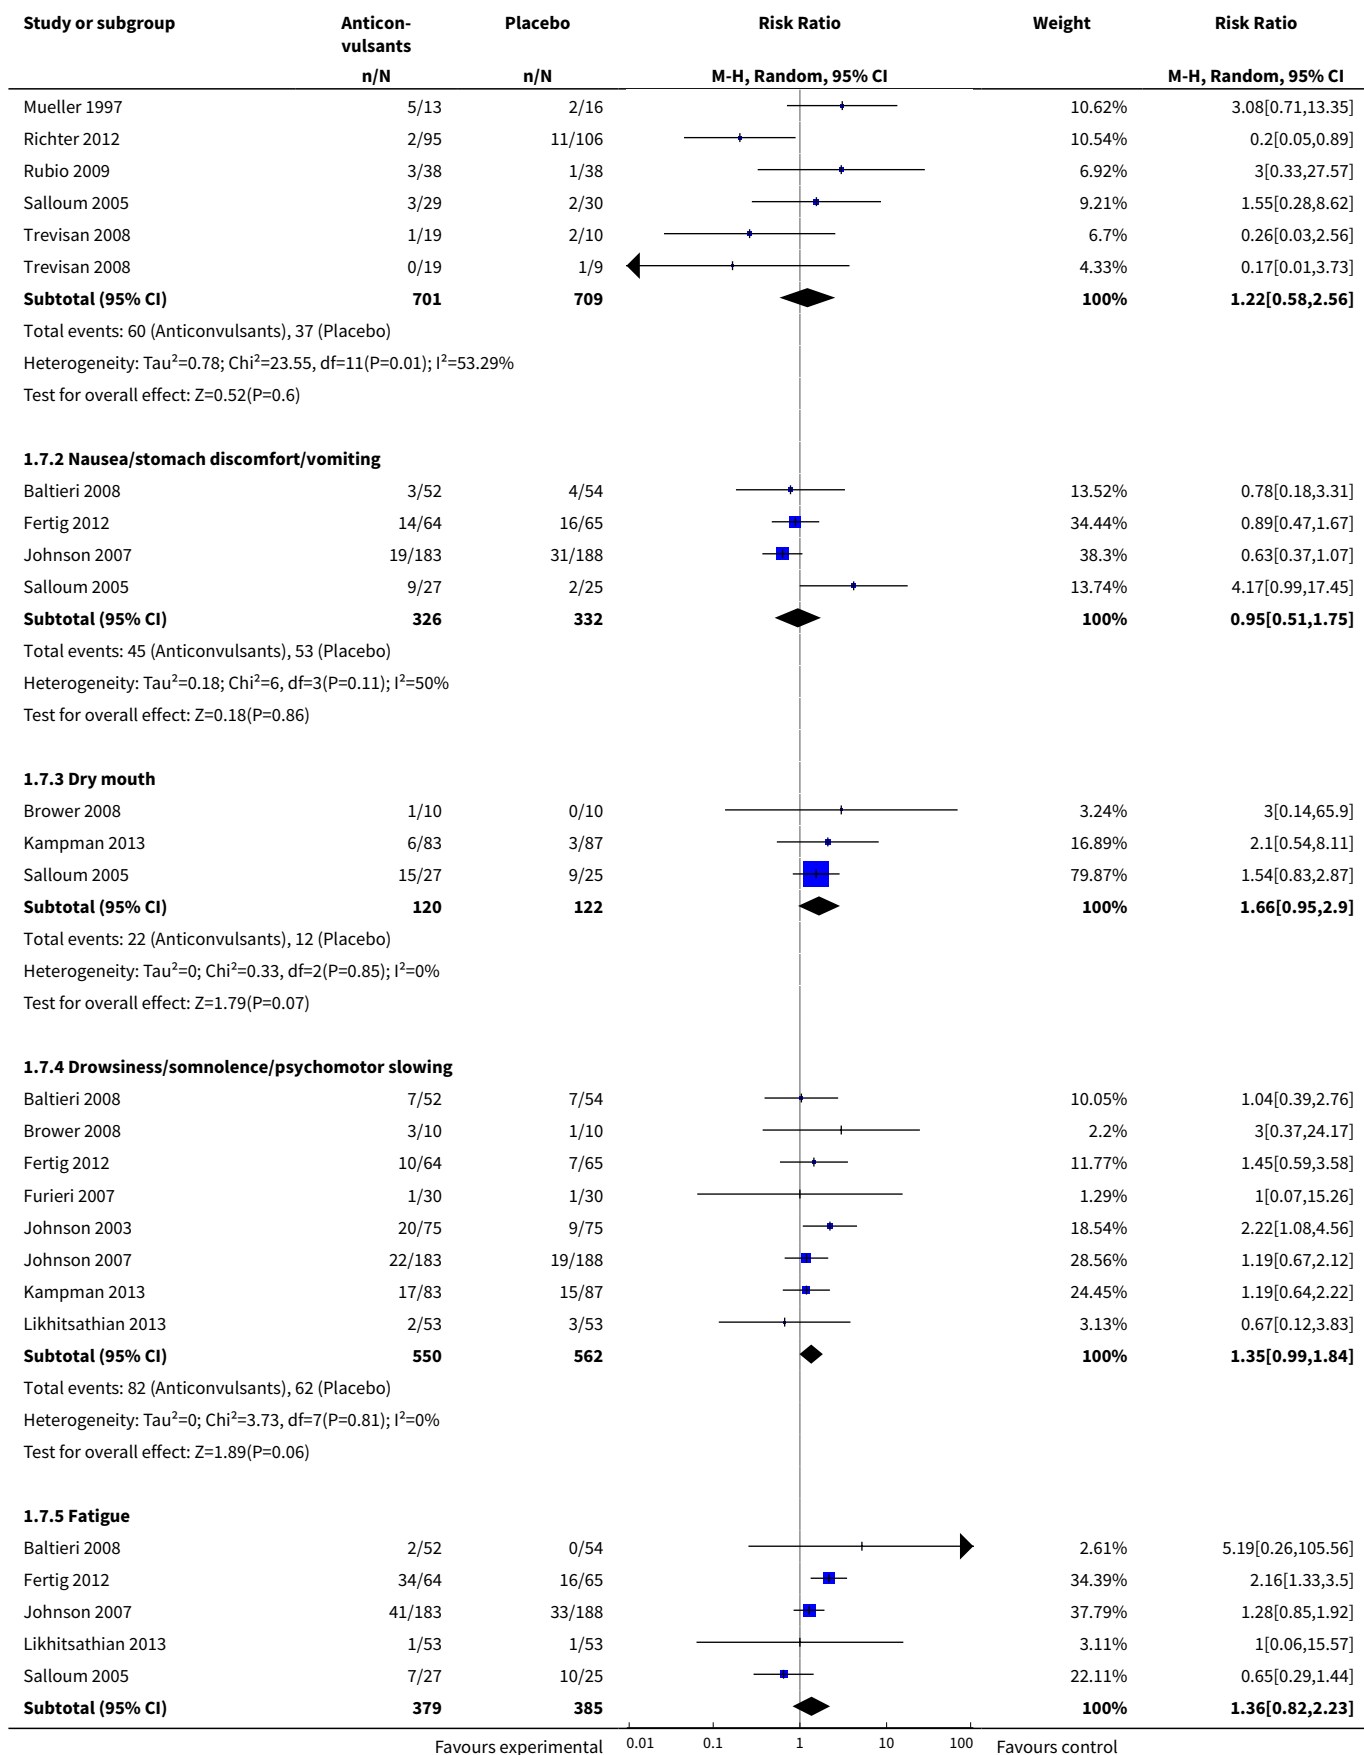 Study or subgroup Anticon- Placebo Risk Ratio Weight Risk Ratio
vulsants
n/N n/N M-H, Random, 95% CI M-H, Random, 95% CI
Mueller 1997 5/13 2/16 10.62% 3.08[0.71,13.35]
Richter 2012 2/95 11/106 10.54% 0.2[0.05,0.89]
Rubio 2009 3/38 1/38 6.92% 3[0.33,27.57]
Salloum 2005 3/29 2/30 9.21% 1.55[0.28,8.62]
Trevisan 2008 1/19 2/10 6.7% 0.26[0.03,2.56]
Trevisan 2008 0/19 1/9 4.33% 0.17[0.01,3.73]
Subtotal (95% CI) 701 709 100% 1.22[0.58,2.56]
Total events: 60 (Anticonvulsants), 37 (Placebo)
Heterogeneity: Tau²=0.78; Chi²=23.55, df=11(P=0.01); I²=53.29%
Test for overall effect: Z=0.52(P=0.6)
1.7.2 Nausea/stomach discomfort/vomiting
Baltieri 2008 3/52 4/54 13.52% 0.78[0.18,3.31]
Fertig 2012 14/64 16/65 34.44% 0.89[0.47,1.67]
Johnson 2007 19/183 31/188 38.3% 0.63[0.37,1.07]
Salloum 2005 9/27 2/25 13.74% 4.17[0.99,17.45]
Subtotal (95% CI) 326 332 100% 0.95[0.51,1.75]
Total events: 45 (Anticonvulsants), 53 (Placebo)
Heterogeneity: Tau²=0.18; Chi²=6, df=3(P=0.11); I²=50%
Test for overall effect: Z=0.18(P=0.86)
1.7.3 Dry mouth
Brower 2008 1/10 0/10 3.24% 3[0.14,65.9]
Kampman 2013 6/83 3/87 16.89% 2.1[0.54,8.11]
Salloum 2005 15/27 9/25 79.87% 1.54[0.83,2.87]
Subtotal (95% CI) 120 122 100% 1.66[0.95,2.9]
Total events: 22 (Anticonvulsants), 12 (Placebo)
Heterogeneity: Tau²=0; Chi²=0.33, df=2(P=0.85); I²=0%
Test for overall effect: Z=1.79(P=0.07)
1.7.4 Drowsiness/somnolence/psychomotor slowing
Baltieri 2008 7/52 7/54 10.05% 1.04[0.39,2.76]
Brower 2008 3/10 1/10 2.2% 3[0.37,24.17]
Fertig 2012 10/64 7/65 11.77% 1.45[0.59,3.58]
Furieri 2007 1/30 1/30 1.29% 1[0.07,15.26]
Johnson 2003 20/75 9/75 18.54% 2.22[1.08,4.56]
Johnson 2007 22/183 19/188 28.56% 1.19[0.67,2.12]
Kampman 2013 17/83 15/87 24.45% 1.19[0.64,2.22]
Likhitsathian 2013 2/53 3/53 3.13% 0.67[0.12,3.83]
Subtotal (95% CI) 550 562 100% 1.35[0.99,1.84]
Total events: 82 (Anticonvulsants), 62 (Placebo)
Heterogeneity: Tau²=0; Chi²=3.73, df=7(P=0.81); I²=0%
Test for overall effect: Z=1.89(P=0.06)
1.7.5 Fatigue
Baltieri 2008 2/52 0/54 2.61% 5.19[0.26,105.56]
Fertig 2012 34/64 16/65 34.39% 2.16[1.33,3.5]
Johnson 2007 41/183 33/188 37.79% 1.28[0.85,1.92]
Likhitsathian 2013 1/53 1/53 3.11% 1[0.06,15.57]
Salloum 2005 7/27 10/25 22.11% 0.65[0.29,1.44]
Subtotal (95% CI) 379 385 100% 1.36[0.82,2.23]
Favours experimental 0.01 0.1 1 10 100 Favours control